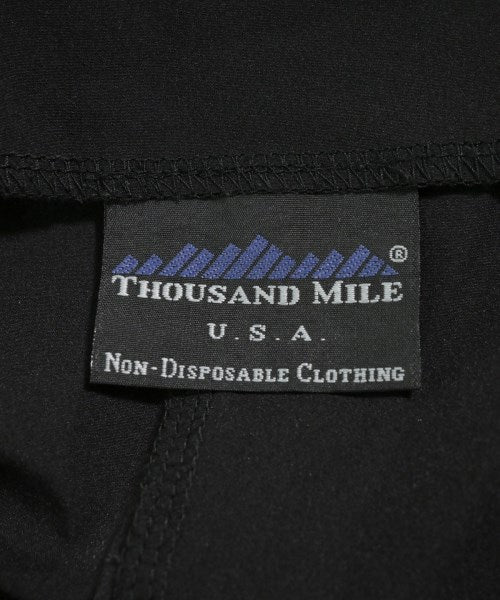 ®
THOUSAND MILE
U.S.A.
NON-DISPOSABLE CLOTHING